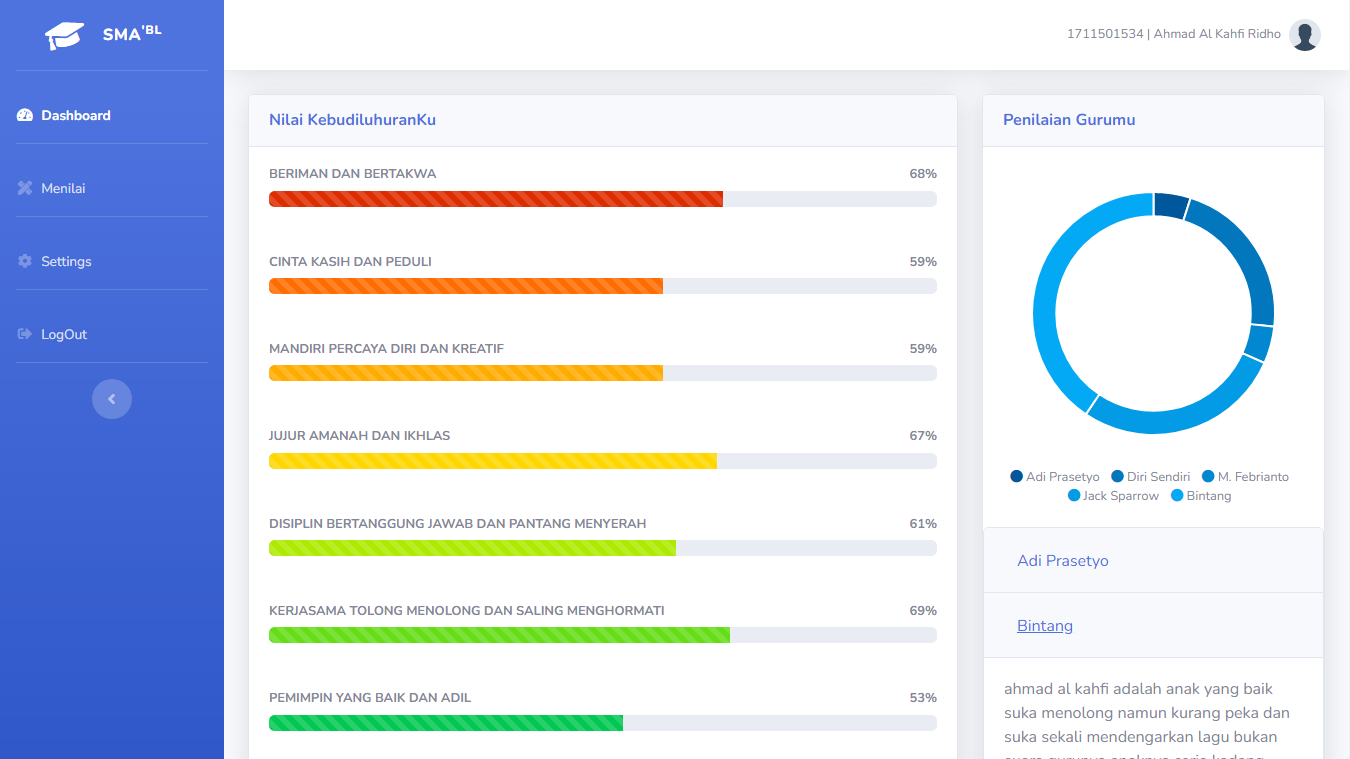 SMA'BL
1711501534 | Ahmad Al Kahfi Ridho
Dashboard
Menilai
Settings
LogOut
Nilai KebudiluhuranKu
BERIMAN DAN BERTAKWA 68%
CINTA KASIH DAN PEDULI 59%
MANDIRI PERCAYA DIRI DAN KREATIF 59%
JUJUR AMANAH DAN IKHLAS 67%
DISIPLIN BERTANGGUNG JAWAB DAN PANTANG MENYERAH 61%
KERJASAMA TOLONG MENOLONG DAN SALING MENGHORMATI 69%
PEMIMPIN YANG BAIK DAN ADIL 53%
Penilaian Gurumu
Adi Prasetyo Diri Sendiri M. Febrianto
Jack Sparrow Bintang
Adi Prasetyo
Bintang
ahmad al kahfi adalah anak yang baik
suka menolong namun kurang peka dan
suka sekali mendengarkan lagu bukan